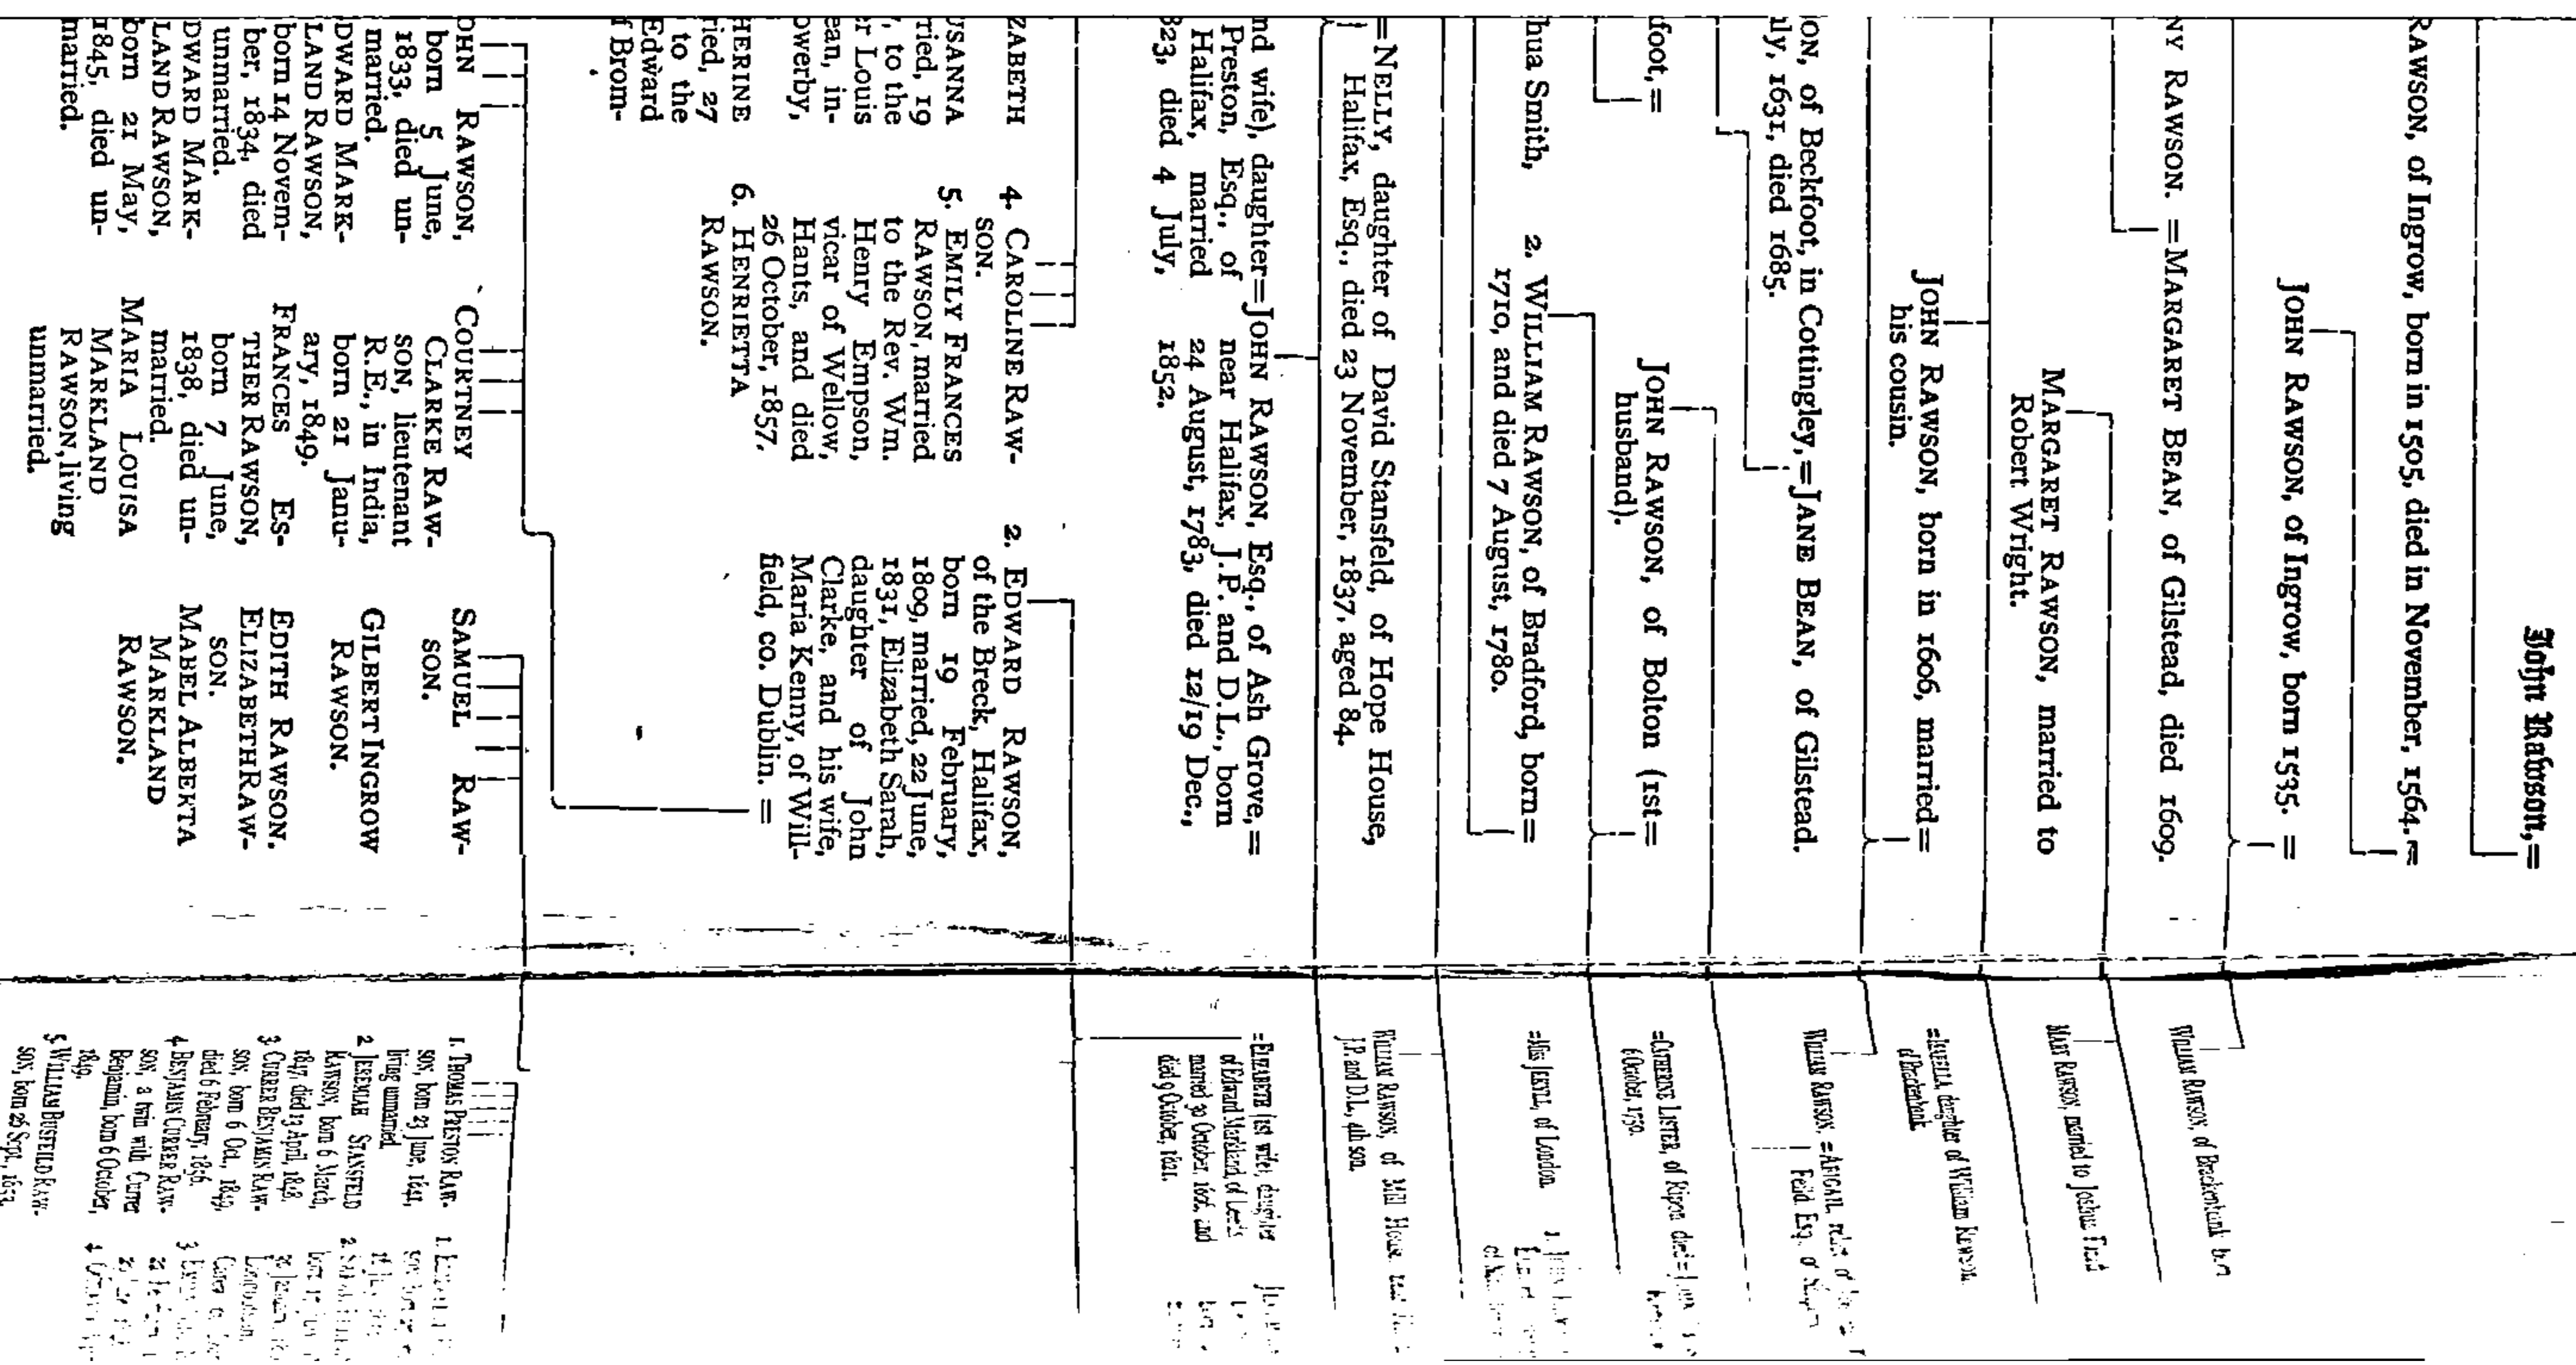 John Rawson,=
RAWSON, of Ingrow, born in 1505, died in November, 1564.=
JOHN RAWSON, of Ingrow, born 1535. =
WILLIAM RAWSON, of Brackenbank
NY RAWSON. =MARGARET BEAN, of Gilstead, died 1609.
MARGARET RAWSON, married to
Robert Wright.
MARY RAWSON, married to Joshua Field
JOHN RAWSON, born in 1606, married=
his cousin.
=ISABELLA, daughter of William Rawson,
of Brackenbank.
ON, of Beckfoot, in Cottingley,=JANE BEAN, of Gilstead.
uly, 1631, died 1685.
WILLIAM RAWSON. =ABIGAIL, relict of
Feild, Esq., of
foot,=
JOHN RAWSON, of Bolton (1st=
husband).
=CATHERINE LISTER, of Ripon, died=
6 October, 1750.
hua Smith,
2. WILLIAM RAWSON, of Bradford, born=
1710, and died 7 August, 1780.
=Miss JEKYLL, of London.
=NELLY, daughter of David Stansfeld, of Hope House,
Halifax, Esq., died 23 November, 1837, aged 84.
WILLIAM RAWSON, of Mill House,
J.P. and D.L., 4th son.
nd wife), daughter=JOHN RAWSON, Esq., of Ash Grove,=
Preston, Esq., of
near Halifax, J.P. and D.L., born
Halifax, married
24 August, 1783, died 12/19 Dec.,
823, died 4 July,
1852.
=ELIZABETH (1st wife), daughter
of Edward Markland, of Leeds
married 30 October, 1806, and
died 9 October, 1821.
ZABETH
USANNA
ried, 19
, to the
r Louis
ean, in-
owerby,
HERINE
ried, 27
to the
Edward
f Brom-
4. CAROLINE RAW-
SON.
5. EMILY FRANCES
RAWSON, married
to the Rev. Wm.
Henry Empson,
vicar of Wellow,
Hants, and died
26 October, 1857.
6. HENRIETTA
RAWSON.
2. EDWARD RAWSON,
of the Breck, Halifax,
born 19 February,
1809, married, 22 June,
1831, Elizabeth Sarah,
daughter of John
Clarke, and his wife,
Maria Kenny, of Will-
field, co. Dublin. =
OHN RAWSON,
born 5 June,
1833, died un-
married.
DWARD MARK-
LAND RAWSON,
born 14 Novem-
ber, 1834, died
unmarried.
DWARD MARK-
LAND RAWSON,
born 21 May,
1845, died un-
married.
COURTNEY
CLARKE RAW-
SON, lieutenant
R.E., in India,
born 21 Janu-
ary, 1849.
FRANCES ES-
THER RAWSON,
born 7 June,
1838, died un-
married.
MARIA LOUISA
MARKLAND
RAWSON, living
unmarried.
SAMUEL RAW-
SON.
GILBERT INGROW
RAWSON.
EDITH RAWSON.
ELIZABETH RAW-
SON.
MABEL ALBERTA
MARKLAND
RAWSON.
1. THOMAS PRESTON RAW-
SON, born 23 June, 1841,
living unmarried.
2 JEREMIAH STANSFELD
RAWSON, born 6 March,
1847, died 13 April, 1848.
3. CURRER BENJAMIN RAW-
SON, born 6 Oct., 1849,
died 6 February, 1856.
4. BENJAMIN CURRER RAW-
SON, a twin with Currer
Benjamin, born 6 October,
1849.
5. WILLIAM BUSFEILD RAW-
SON, born 26 Sept., 1852.